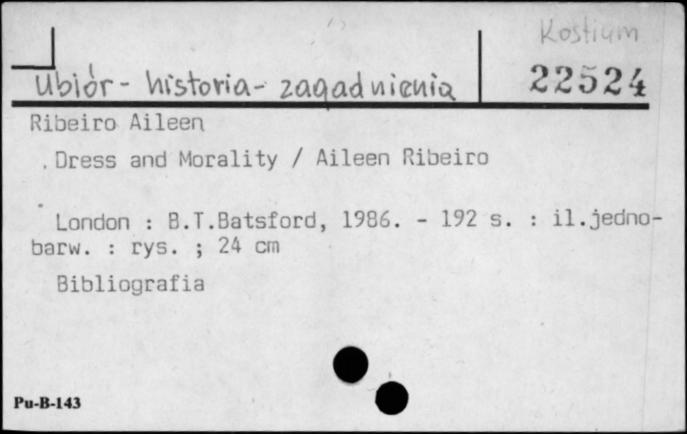 Kostium
Ubiór - historia - zagadnienia
22524
Ribeiro Aileen
.Dress and Morality / Aileen Ribeiro
London : B.T.Batsford, 1986. - 192 s. : il.jedno-
barw. : rys. ; 24 cm
Bibliografia
Pu-B-143